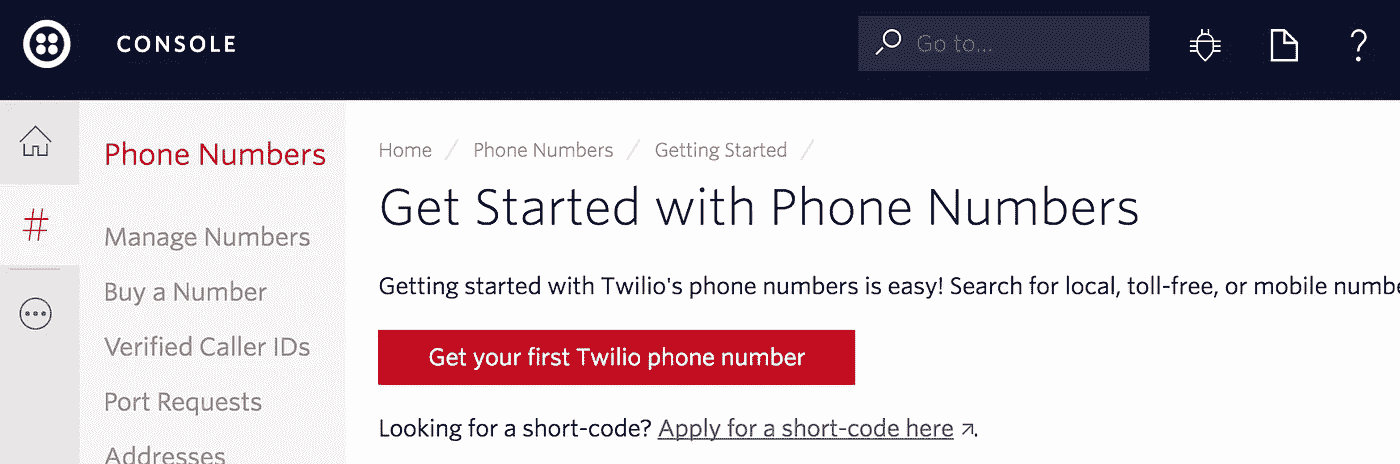 CONSOLE
Go to...
Phone Numbers
Manage Numbers
Buy a Number
Verified Caller IDs
Port Requests
Addresses
Home / Phone Numbers / Getting Started /
Get Started with Phone Numbers
Getting started with Twilio's phone numbers is easy! Search for local, toll-free, or mobile numbe
Get your first Twilio phone number
Looking for a short-code? Apply for a short-code here.